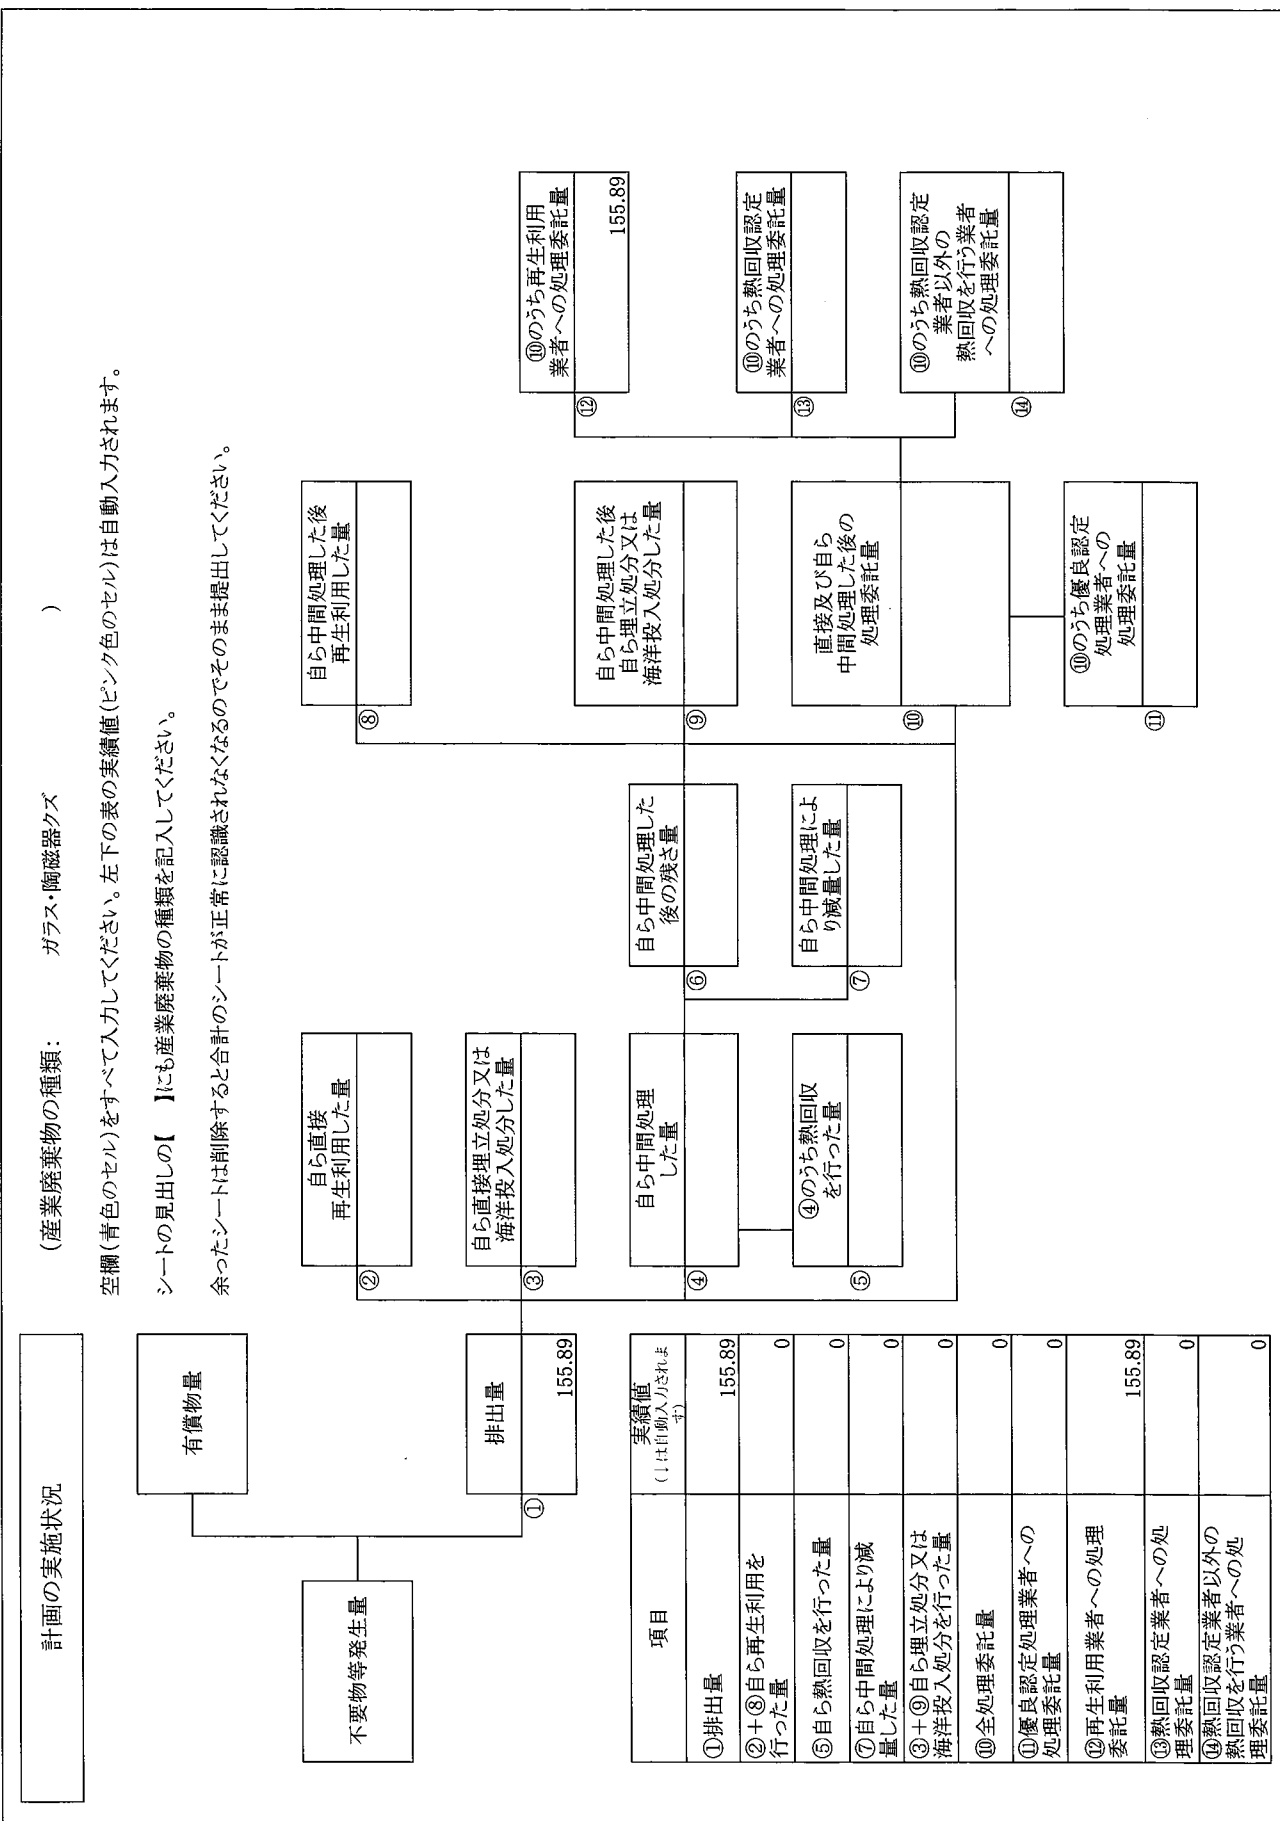 計画の実施状況
（産業廃棄物の種類： ガラス・陶磁器クズ ）
空欄（青色のセル）をすべて入力してください。左下の表の実績値（ピンク色のセル）は自動入力されます。
シートの見出しの【　】にも産業廃棄物の種類を記入してください。
余ったシートは削除すると合計のシートが正常に認識されなくなるのでそのまま提出してください。
不要物等発生量
有償物量
①
排出量
155.89
②
自ら直接
再生利用した量
③
自ら直接埋立処分又は
海洋投入処分した量
④
自ら中間処理
した量
⑤
④のうち熱回収
を行った量
⑥
自ら中間処理した
後の残さ量
⑦
自ら中間処理によ
り減量した量
⑧
自ら中間処理した後
再生利用した量
⑨
自ら中間処理した後
自ら埋立処分又は
海洋投入処分した量
⑩
直接及び自ら
中間処理した後の
処理委託量
⑪
⑩のうち優良認定
処理業者への
処理委託量
⑫
⑩のうち再生利用
業者への処理委託量
155.89
⑬
⑩のうち熱回収認定
業者への処理委託量
⑭
⑩のうち熱回収認定
業者以外の
熱回収を行う業者
への処理委託量
項目 実績値
（↓は自動入力されま
す）
①排出量 155.89
②＋⑧自ら再生利用を
行った量 0
⑤自ら熱回収を行った量 0
⑦自ら中間処理により減
量した量 0
③＋⑨自ら埋立処分又は
海洋投入処分を行った量 0
⑩全処理委託量 0
⑪優良認定処理業者への
処理委託量 0
⑫再生利用業者への処理
委託量 155.89
⑬熱回収認定業者への処
理委託量 0
⑭熱回収認定業者以外の
熱回収を行う業者への処
理委託量 0